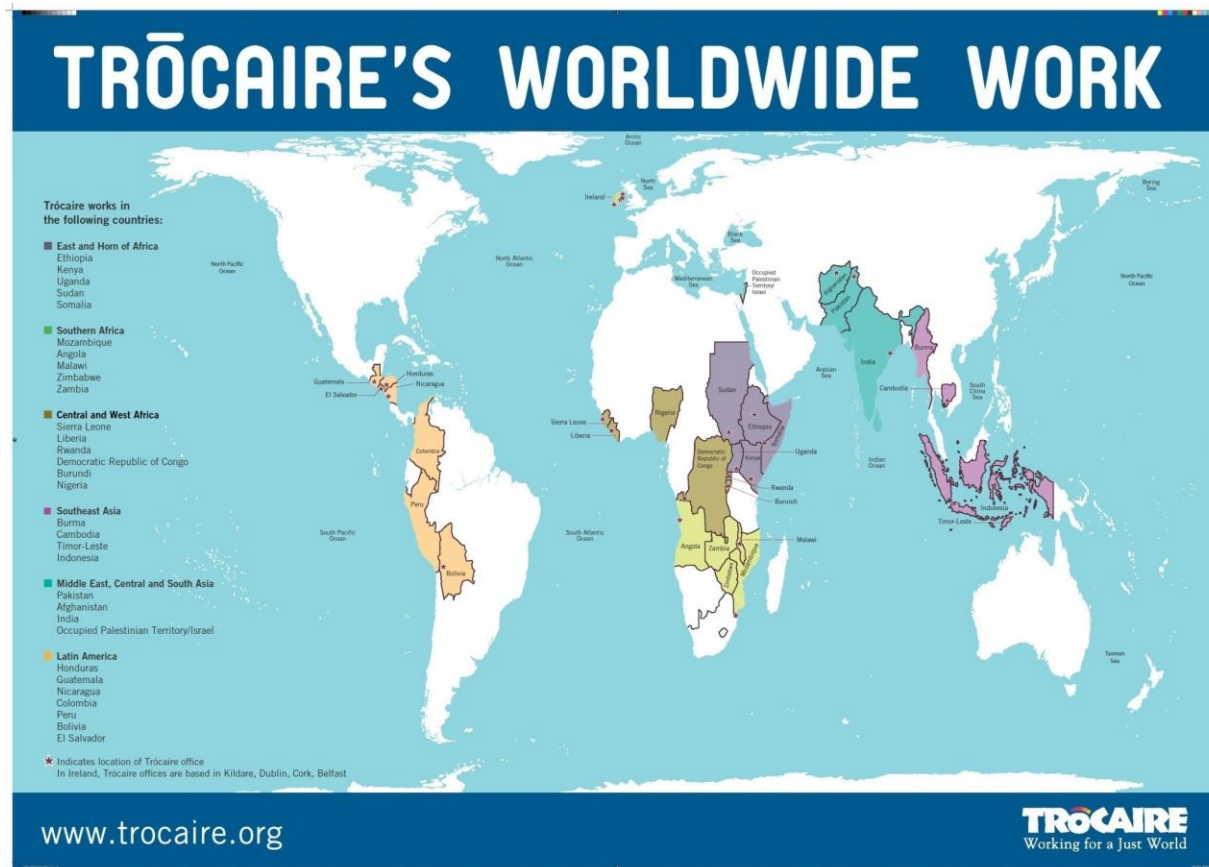 TRŌCAIRE'S WORLDWIDE WORK
Trócaire works in
the following countries:
East and Horn of Africa
Ethiopia
Kenya
Uganda
Sudan
Somalia
Southern Africa
Mozambique
Angola
Malawi
Zimbabwe
Zambia
Central and West Africa
Sierra Leone
Liberia
Rwanda
Democratic Republic of Congo
Burundi
Nigeria
Southeast Asia
Burma
Cambodia
Timor-Leste
Indonesia
Middle East, Central and South Asia
Pakistan
Afghanistan
India
Occupied Palestinian Territory/Israel
Latin America
Honduras
Guatemala
Nicaragua
Colombia
Peru
Bolivia
El Salvador
Indicates location of Trócaire office
In Ireland, Trócaire offices are based in Kildare, Dublin, Cork, Belfast
Arctic
Ocean
North
Sea
Ireland
Bering
Sea
Black
Sea
North Pacific
Ocean
North Atlantic
Ocean
Mediterranean
Sea
Occupied
Palestinian
Territory/
Israel
North Pacific
Ocean
Afghanistan
Pakistan
India
Burma
Arabian
Sea
Cambodia
South
China
Sea
Guatemala
Honduras
Nicaragua
El Salvador
Sudan
Ethiopia
Somalia
Sierra Leone
Liberia
Nigeria
Colombia
Democratic
Republic of
Congo
Kenya
Uganda
Rwanda
Burundi
Indian
Ocean
Peru
Indonesia
Timor-Leste
South Pacific
Ocean
South Atlantic
Ocean
Angola
Zambia
Malawi
Zimbabwe
Mozambique
Bolivia
Tasman
Sea
www.trocaire.org
TRÓCAIRE
Working for a Just World